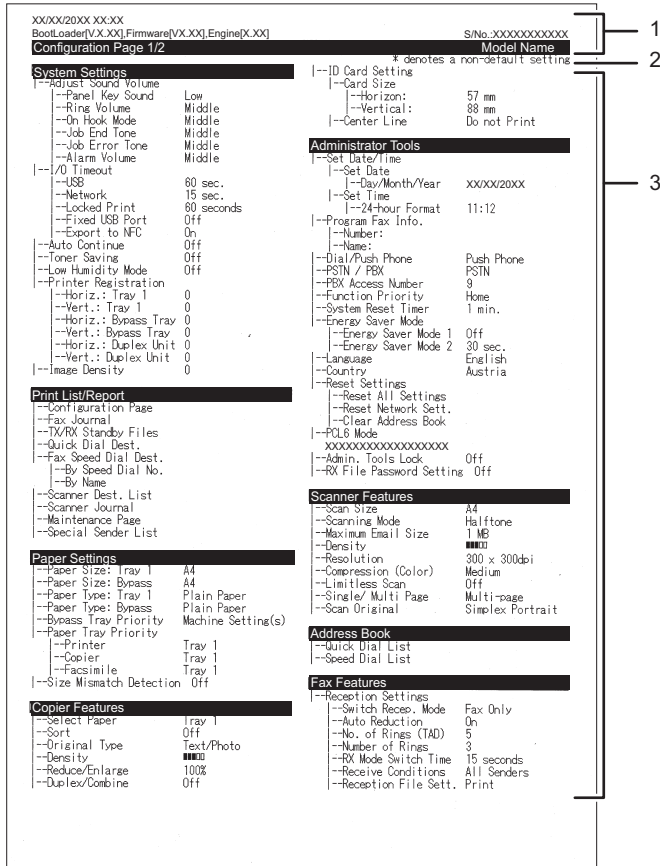 XX/XX/20XX XX:XX
BootLoader[V.X.XX],Firmware[VX.XX],Engine[X.XX]
S/No.:XXXXXXXXXXX
Configuration Page 1/2
Model Name
* denotes a non-default setting
1
2
3
System Settings
|--Adjust Sound Volume
|--Panel Key Sound Low
|--Ring Volume Middle
|--On Hook Mode Middle
|--Job End Tone Middle
|--Job Error Tone Middle
|--Alarm Volume Middle
|--I/O Timeout
|--USB 60 sec.
|--Network 15 sec.
|--Locked Print 60 seconds
|--Fixed USB Port Off
|--Export to NFC On
|--Auto Continue Off
|--Toner Saving Off
|--Low Humidity Mode Off
|--Printer Registration
|--Horiz.: Tray 1 0
|--Vert.: Tray 1 0
|--Horiz.: Bypass Tray 0
|--Vert.: Bypass Tray 0
|--Horiz.: Duplex Unit 0
|--Vert.: Duplex Unit 0
|--Image Density 0
Print List/Report
|--Configuration Page
|--Fax Journal
|--TX/RX Standby Files
|--Quick Dial Dest.
|--Fax Speed Dial Dest.
|--By Speed Dial No.
|--By Name
|--Scanner Dest. List
|--Scanner Journal
|--Maintenance Page
|--Special Sender List
Paper Settings
|--Paper Size: Tray 1 A4
|--Paper Size: Bypass A4
|--Paper Type: Tray 1 Plain Paper
|--Paper Type: Bypass Plain Paper
|--Bypass Tray Priority Machine Setting(s)
|--Paper Tray Priority
|--Printer Tray 1
|--Copier Tray 1
|--Facsimile Tray 1
|--Size Mismatch Detection Off
Copier Features
|--Select Paper Tray 1
|--Sort Off
|--Original Type Text/Photo
|--Density
|--Reduce/Enlarge 100%
|--Duplex/Combine Off
|--ID Card Setting
|--Card Size
|--Horizon: 57 mm
|--Vertical: 88 mm
|--Center Line Do not Print
Administrator Tools
|--Set Date/Time
|--Set Date
|--Day/Month/Year XX/XX/20XX
|--Set Time
|--24-hour Format 11:12
|--Program Fax Info.
|--Number:
|--Name:
|--Dial/Push Phone Push Phone
|--PSTN / PBX PSTN
|--PBX Access Number 9
|--Function Priority Home
|--System Reset Timer 1 min.
|--Energy Saver Mode
|--Energy Saver Mode 1 Off
|--Energy Saver Mode 2 30 sec.
|--Language English
|--Country Austria
|--Reset Settings
|--Reset All Settings
|--Reset Network Sett.
|--Clear Address Book
|--PCL6 Mode
XXXXXXXXXXXXXXXXXXX
|--Admin. Tools Lock Off
|--RX File Password Setting Off
Scanner Features
|--Scan Size A4
|--Scanning Mode Halftone
|--Maximum Email Size 1 MB
|--Density
|--Resolution 300 x 300dpi
|--Compression (Color) Medium
|--Limitless Scan Off
|--Single/ Multi Page Multi-page
|--Scan Original Simplex Portrait
Address Book
|--Quick Dial List
|--Speed Dial List
Fax Features
|--Reception Settings
|--Switch Recep. Mode Fax Only
|--Auto Reduction On
|--No. of Rings (TAD) 5
|--Number of Rings 3
|--RX Mode Switch Time 15 seconds
|--Receive Conditions All Senders
|--Reception File Sett. Print